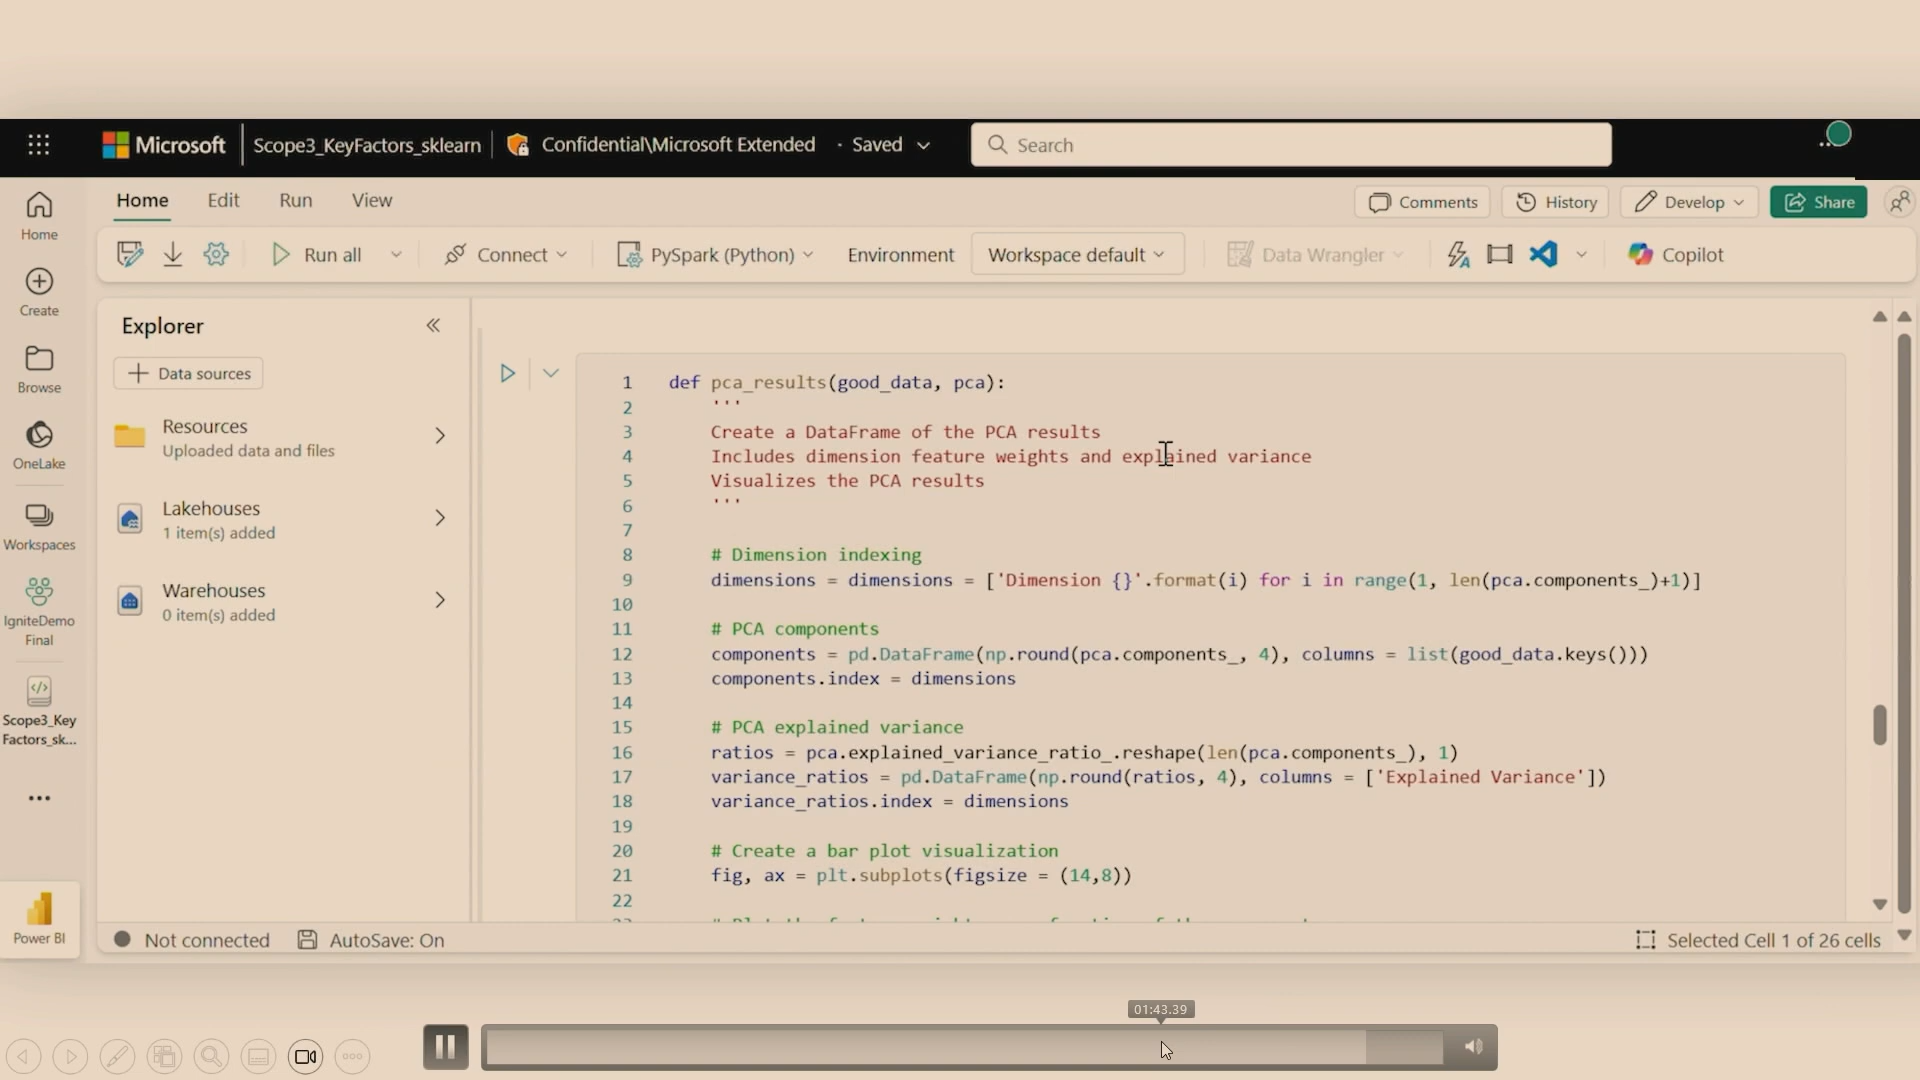 Microsoft
Scope3_KeyFactors_sklearn
Confidential\Microsoft Extended
· Saved
Search
Home
Edit
Run
View
Comments
History
Develop
Share
Run all
Connect
PySpark (Python)
Environment
Workspace default
Data Wrangler
Copilot
Home
Create
Browse
OneLake
Workspaces
IgniteDemo
Final
Scope3_Key
Factors_sk...
Power BI
Explorer
Data sources
Resources
Uploaded data and files
Lakehouses
1 item(s) added
Warehouses
0 item(s) added
1 def pca_results(good_data, pca):
2 '''
3 Create a DataFrame of the PCA results
4 Includes dimension feature weights and explained variance
5 Visualizes the PCA results
6 '''
7
8 # Dimension indexing
9 dimensions = dimensions = ['Dimension {}'.format(i) for i in range(1, len(pca.components_)+1)]
10
11 # PCA components
12 components = pd.DataFrame(np.round(pca.components_, 4), columns = list(good_data.keys()))
13 components.index = dimensions
14
15 # PCA explained variance
16 ratios = pca.explained_variance_ratio_.reshape(len(pca.components_), 1)
17 variance_ratios = pd.DataFrame(np.round(ratios, 4), columns = ['Explained Variance'])
18 variance_ratios.index = dimensions
19
20 # Create a bar plot visualization
21 fig, ax = plt.subplots(figsize = (14,8))
22
Not connected
AutoSave: On
Selected Cell 1 of 26 cells
01:43.39